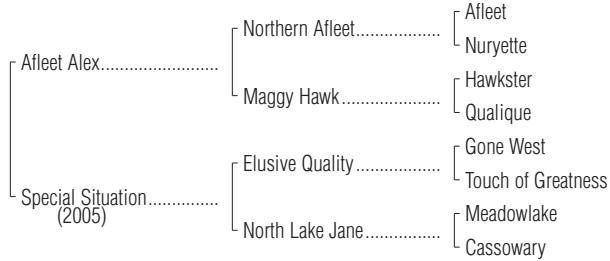 Afleet
Northern Afleet
Nuryette
Afleet Alex
Hawkster
Maggy Hawk
Qualique
Gone West
Elusive Quality
Touch of Greatness
Special Situation
(2005)
Meadowlake
North Lake Jane
Cassowary